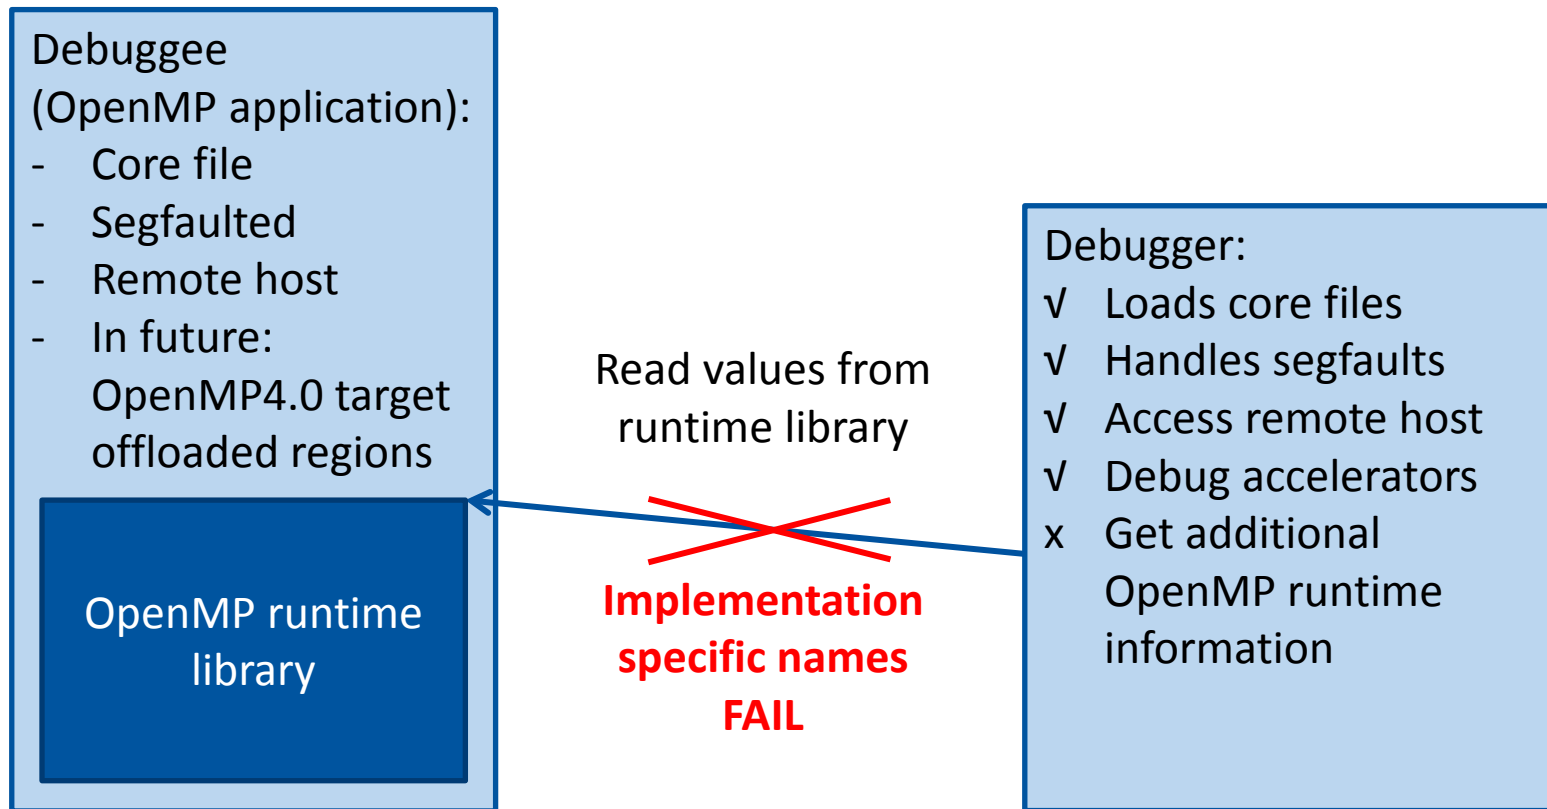 Debuggee
(OpenMP application):
- Core file
- Segfaulted
- Remote host
- In future:
OpenMP4.0 target
offloaded regions
OpenMP runtime
library
Read values from
runtime library
Implementation
specific names
FAIL
Debugger:
√ Loads core files
√ Handles segfaults
√ Access remote host
√ Debug accelerators
x Get additional
OpenMP runtime
information